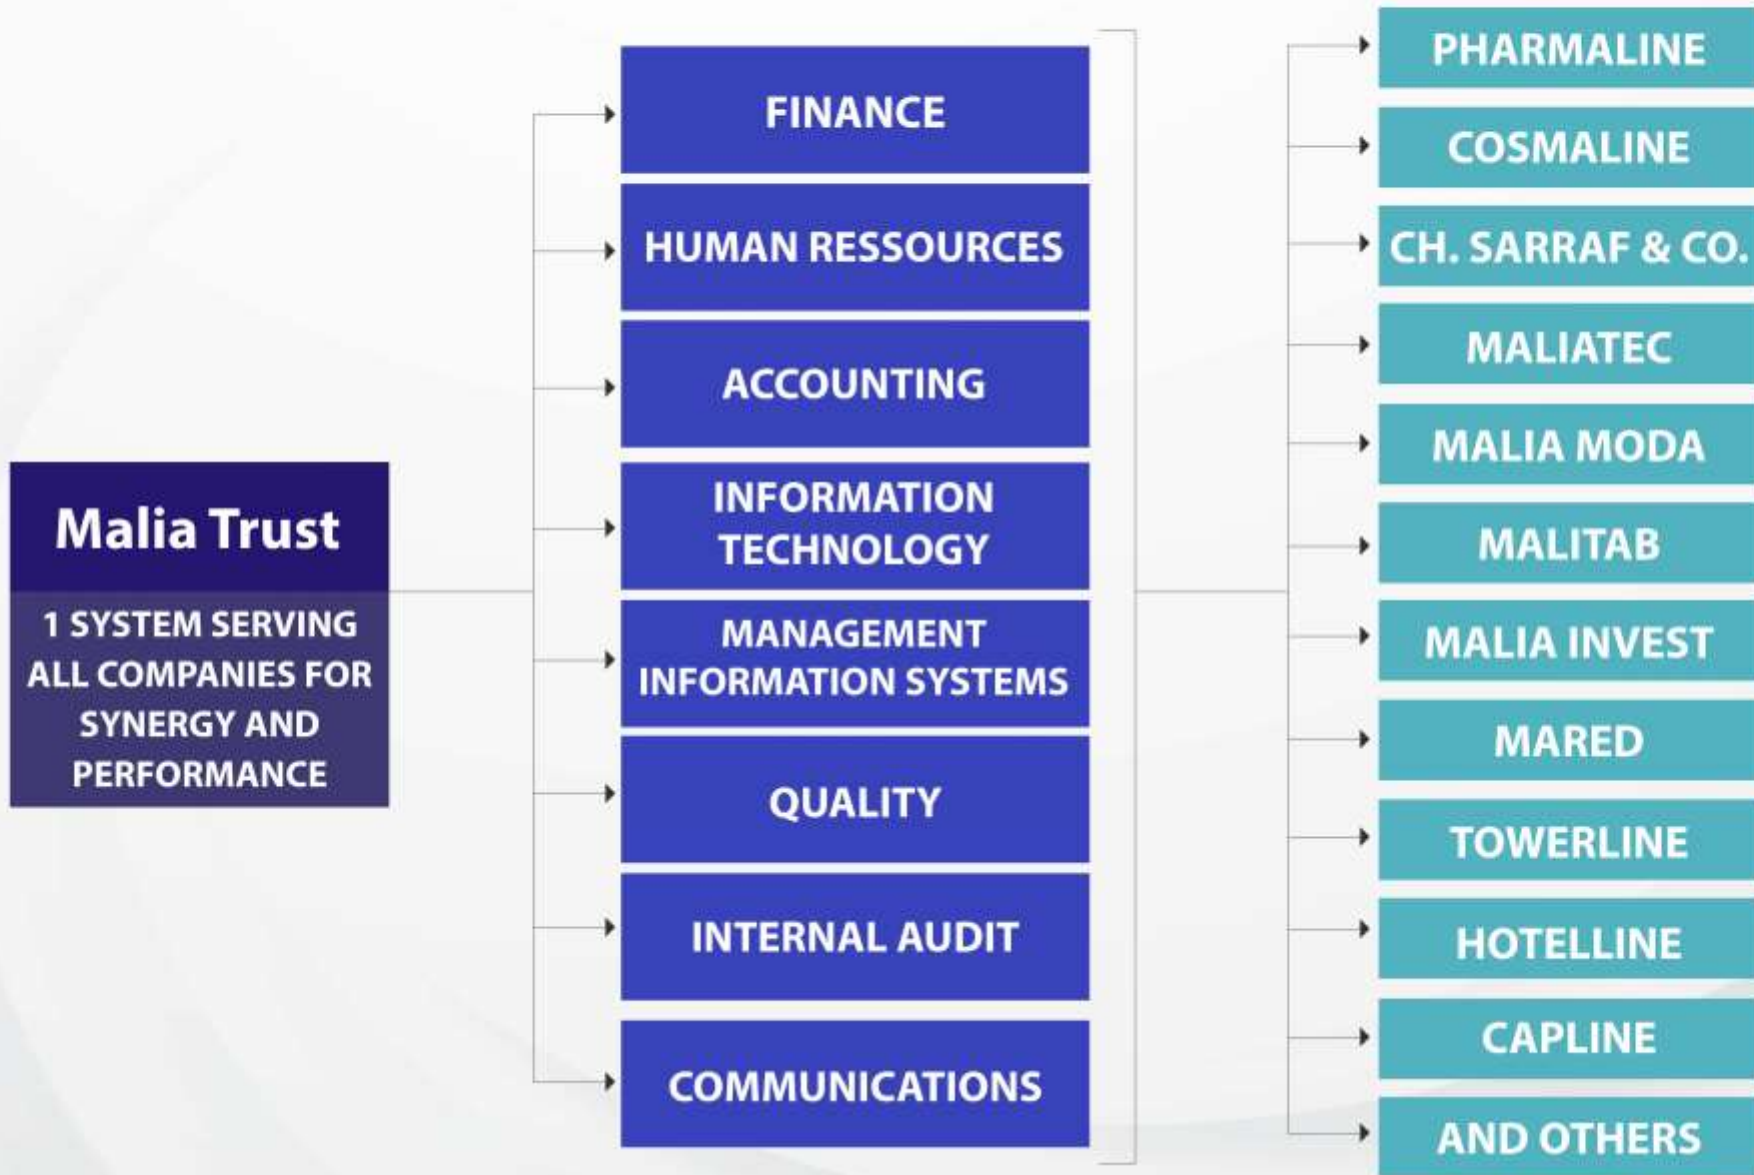 Malia Trust
1 SYSTEM SERVING
ALL COMPANIES FOR
SYNERGY AND
PERFORMANCE
FINANCE
HUMAN RESSOURCES
ACCOUNTING
INFORMATION
TECHNOLOGY
MANAGEMENT
INFORMATION SYSTEMS
QUALITY
INTERNAL AUDIT
COMMUNICATIONS
PHARMALINE
COSMALINE
CH. SARRAF & CO.
MALIATEC
MALIA MODA
MALITAB
MALIA INVEST
MARED
TOWERLINE
HOTELLINE
CAPLINE
AND OTHERS